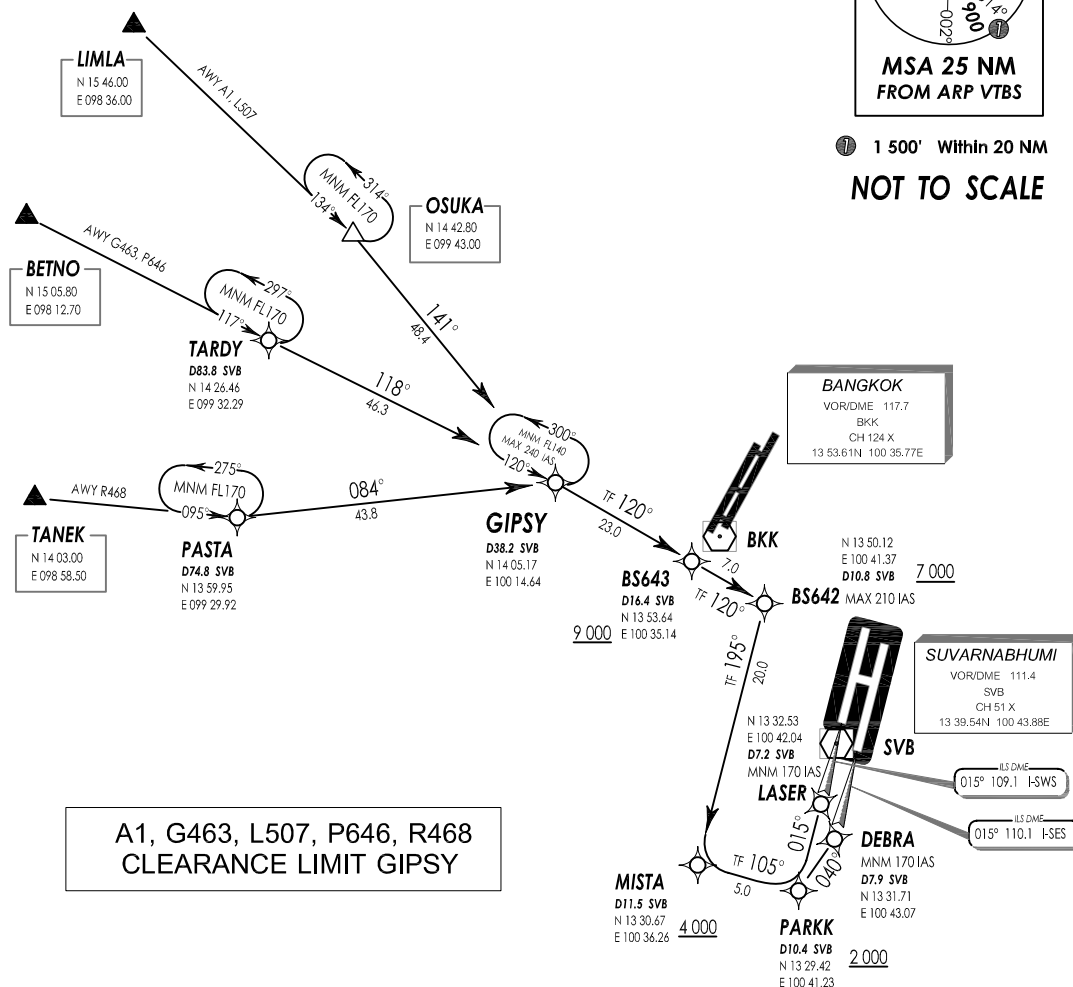 002°
14°
MSA 25 NM
FROM ARP VTBS
1 1 500' Within 20 NM
NOT TO SCALE
LIMLA
N 15 46.00
E 098 36.00
AWY A1, L507
MNM FL170
314°
134°
OSUKA
N 14 42.80
E 099 43.00
141°
48.4
BETNO
N 15 05.80
E 098 12.70
AWY G463, P646
297°
MNM FL170
117°
TARDY
D83.8 SVB
N 14 26.46
E 099 32.29
118°
46.3
TANEK
N 14 03.00
E 098 58.50
AWY R468
275°
MNM FL170
095°
PASTA
D74.8 SVB
N 13 59.95
E 099 29.92
084°
43.8
300°
MNM FL140
MAX 240 IAS
120°
GIPSY
D38.2 SVB
N 14 05.17
E 100 14.64
TF 120°
23.0
BANGKOK
VOR/DME 117.7
BKK
CH 124 X
13 53.61N 100 35.77E
BKK
BS643
D16.4 SVB
N 13 53.64
E 100 35.14
9 000
7.0
TF 120°
N 13 50.12
E 100 41.37
D10.8 SVB
7 000
BS642 MAX 210 IAS
TF 195°
20.0
SUVARNABHUMI
VOR/DME 111.4
SVB
CH 51 X
13 39.54N 100 43.88E
SVB
N 13 32.53
E 100 42.04
D7.2 SVB
MNM 170 IAS
LASER
ILS DME
015° 109.1 I-SWS
ILS DME
015° 110.1 I-SES
015°
040°
DEBRA
MNM 170 IAS
D7.9 SVB
N 13 31.71
E 100 43.07
TF 105°
5.0
MISTA
D11.5 SVB
N 13 30.67
E 100 36.26
4 000
PARKK
D10.4 SVB
N 13 29.42
E 100 41.23
2 000
A1, G463, L507, P646, R468
CLEARANCE LIMIT GIPSY